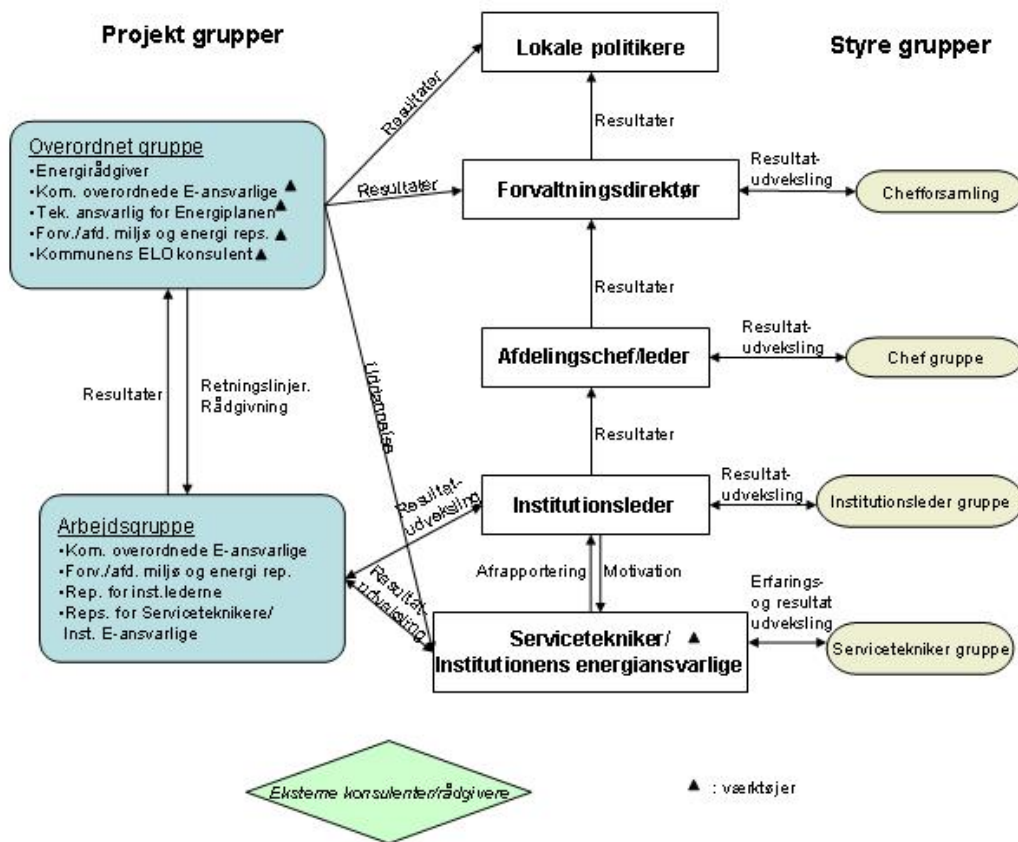 Projekt grupper
Lokale politikere
Styre grupper
Resultater
Resultater
Overordnet gruppe
•Energirådgiver
•Kom. overordnede E-ansvarlige ▲
•Tek. ansvarlig for Energiplanen ▲
•Forv./afd. miljø og energi reps. ▲
•Kommunens ELO konsulent ▲
Resultater
Forvaltningsdirektør
Resultat-
udveksling
Chefforsamling
Resultater
Afdelingschef/leder
Resultat-
udveksling
Chef gruppe
Resultater
Retningslinjer.
Rådgivning
Uddannelse
Resultater
Resultat-
udveksling
Institutionsleder
Resultat-
udveksling
Institutionsleder gruppe
Arbejdsgruppe
•Kom. overordnede E-ansvarlige
•Forv./afd. miljø og energi rep.
•Rep. for inst.lederne
•Reps. for Serviceteknikere/
Inst. E-ansvarlige
Resultat-
udveksling
Afrapportering
Motivation
Erfarings-
og resultat
udveksling
Servicetekniker/ ▲
Institutionens energiansvarlige
Servicetekniker gruppe
Eksterne konsulenter/rådgivere
▲ : værktøjer